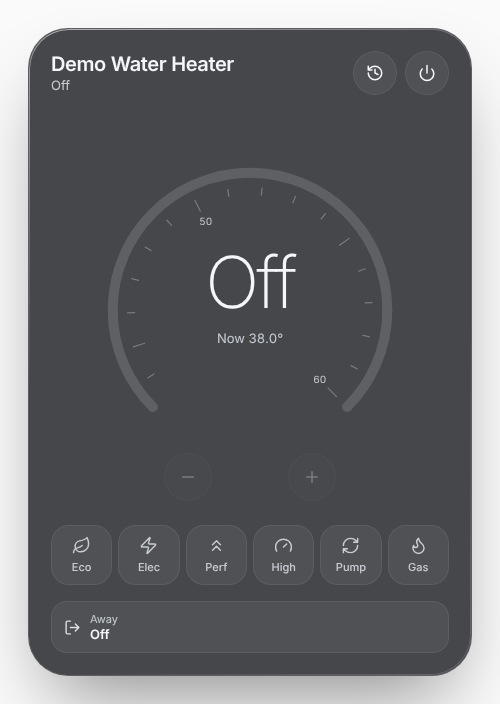 Demo Water Heater
Off
50
Off
Now 38.0°
60
Eco
Elec
Perf
High
Pump
Gas
Away
Off